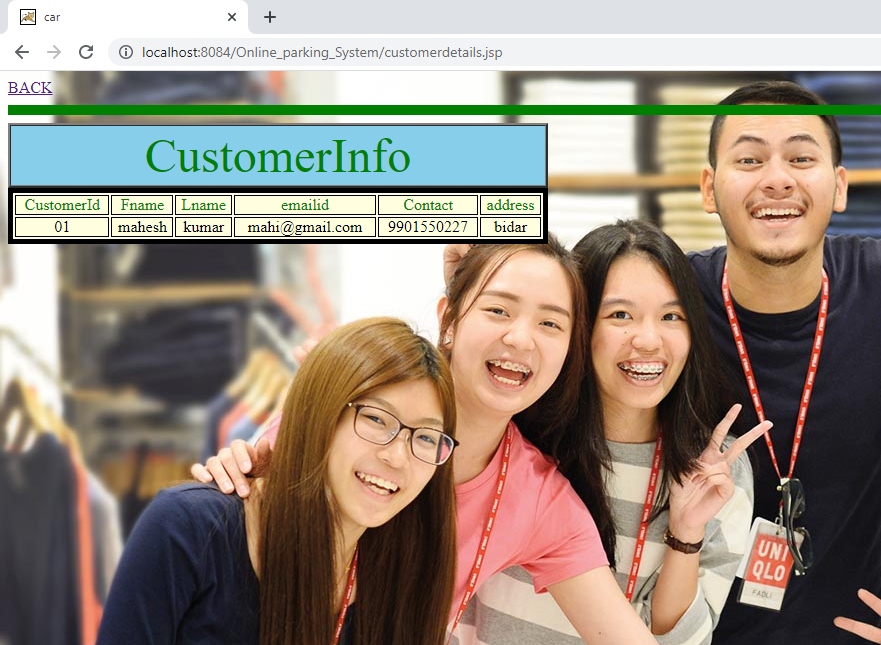 car
localhost:8084/Online_parking_System/customerdetails.jsp
BACK
CustomerInfo
CustomerId Fname Lname emailid Contact address
01 mahesh kumar mahi@gmail.com 9901550227 bidar
UNI
QLO
FADLI